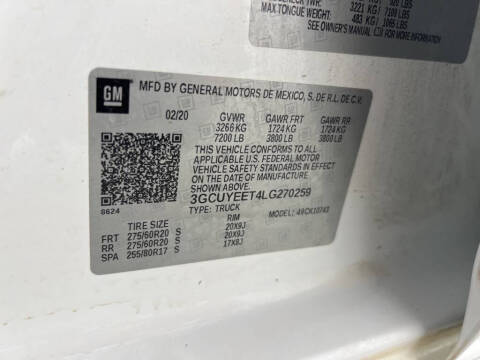 3221 KG / 7100 LBS
MAX TONGUE WEIGHT: 483 KG / 1065 LBS
SEE OWNER'S MANUAL FOR MORE INFORMATION
GM
MFD BY GENERAL MOTORS DE MEXICO, S. DE R.L. DE C.V.
02/20 GVWR GAWR FRT GAWR RR
3266 KG 1724 KG 1724 KG
7200 LB 3800 LB 3800 LB
THIS VEHICLE CONFORMS TO ALL
APPLICABLE U.S. FEDERAL MOTOR
VEHICLE SAFETY STANDARDS IN
EFFECT ON THE DATE OF
MANUFACTURE SHOWN ABOVE.
3GCUYEET4LG270259
8624 TYPE: TRUCK MODEL:
TIRE SIZE RIM
FRT 275/60R20 S 20X9J
RR 275/60R20 S 20X9J
SPA 255/80R17 S 17X8J